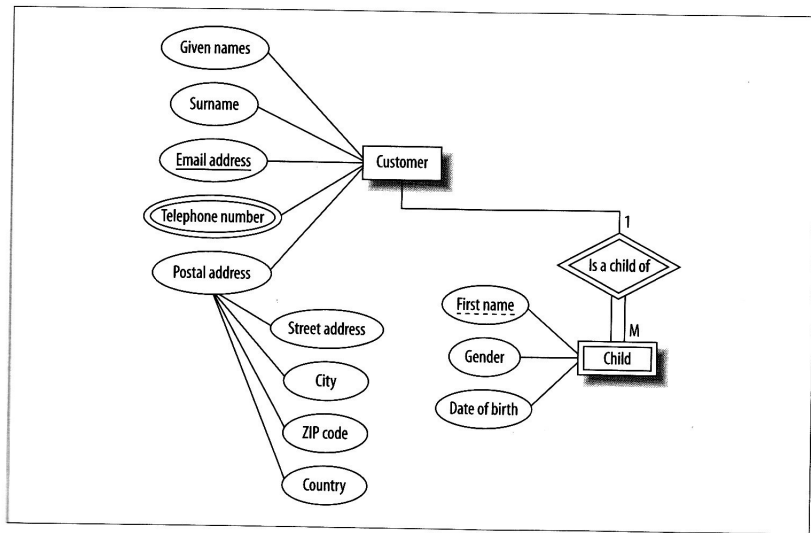 Given names
Surname
Email address
Customer
Telephone number
1
Postal address
Is a child of
First name
Street address
M
Gender
Child
City
Date of birth
ZIP code
Country